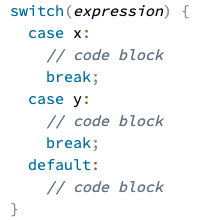 switch(expression) {
  case x:
    // code block
    break;
  case y:
    // code block
    break;
  default:
    // code block
}